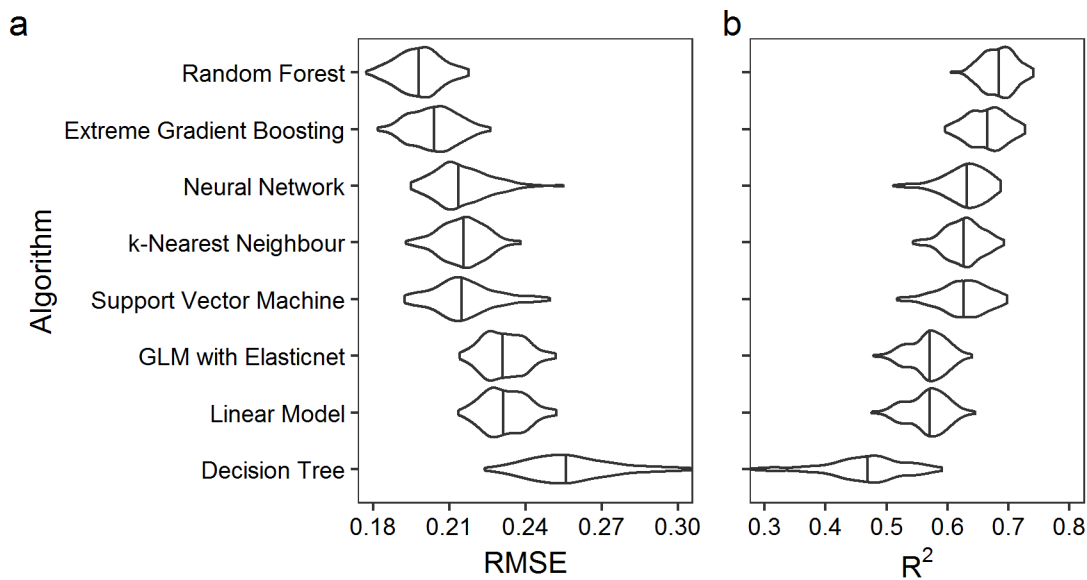 a
b
Algorithm
Random Forest
Extreme Gradient Boosting
Neural Network
k-Nearest Neighbour
Support Vector Machine
GLM with Elasticnet
Linear Model
Decision Tree
0.18 0.21 0.24 0.27 0.30
RMSE
0.3 0.4 0.5 0.6 0.7 0.8
R²